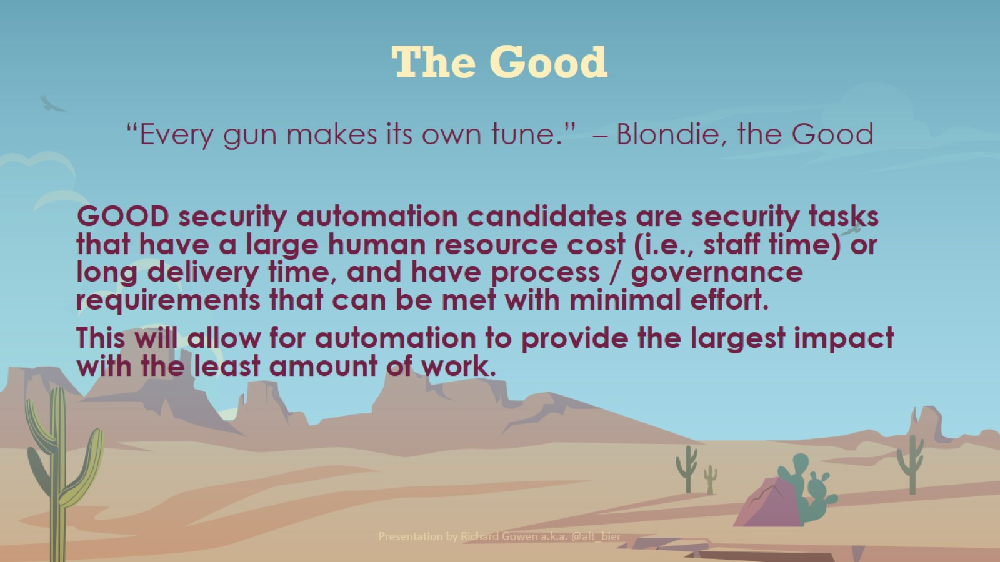 The Good
“Every gun makes its own tune.” – Blondie, the Good
GOOD security automation candidates are security tasks
that have a large human resource cost (i.e., staff time) or
long delivery time, and have process / governance
requirements that can be met with minimal effort.
This will allow for automation to provide the largest impact
with the least amount of work.
Presentation by Richard Gowen a.k.a. @alt_bier